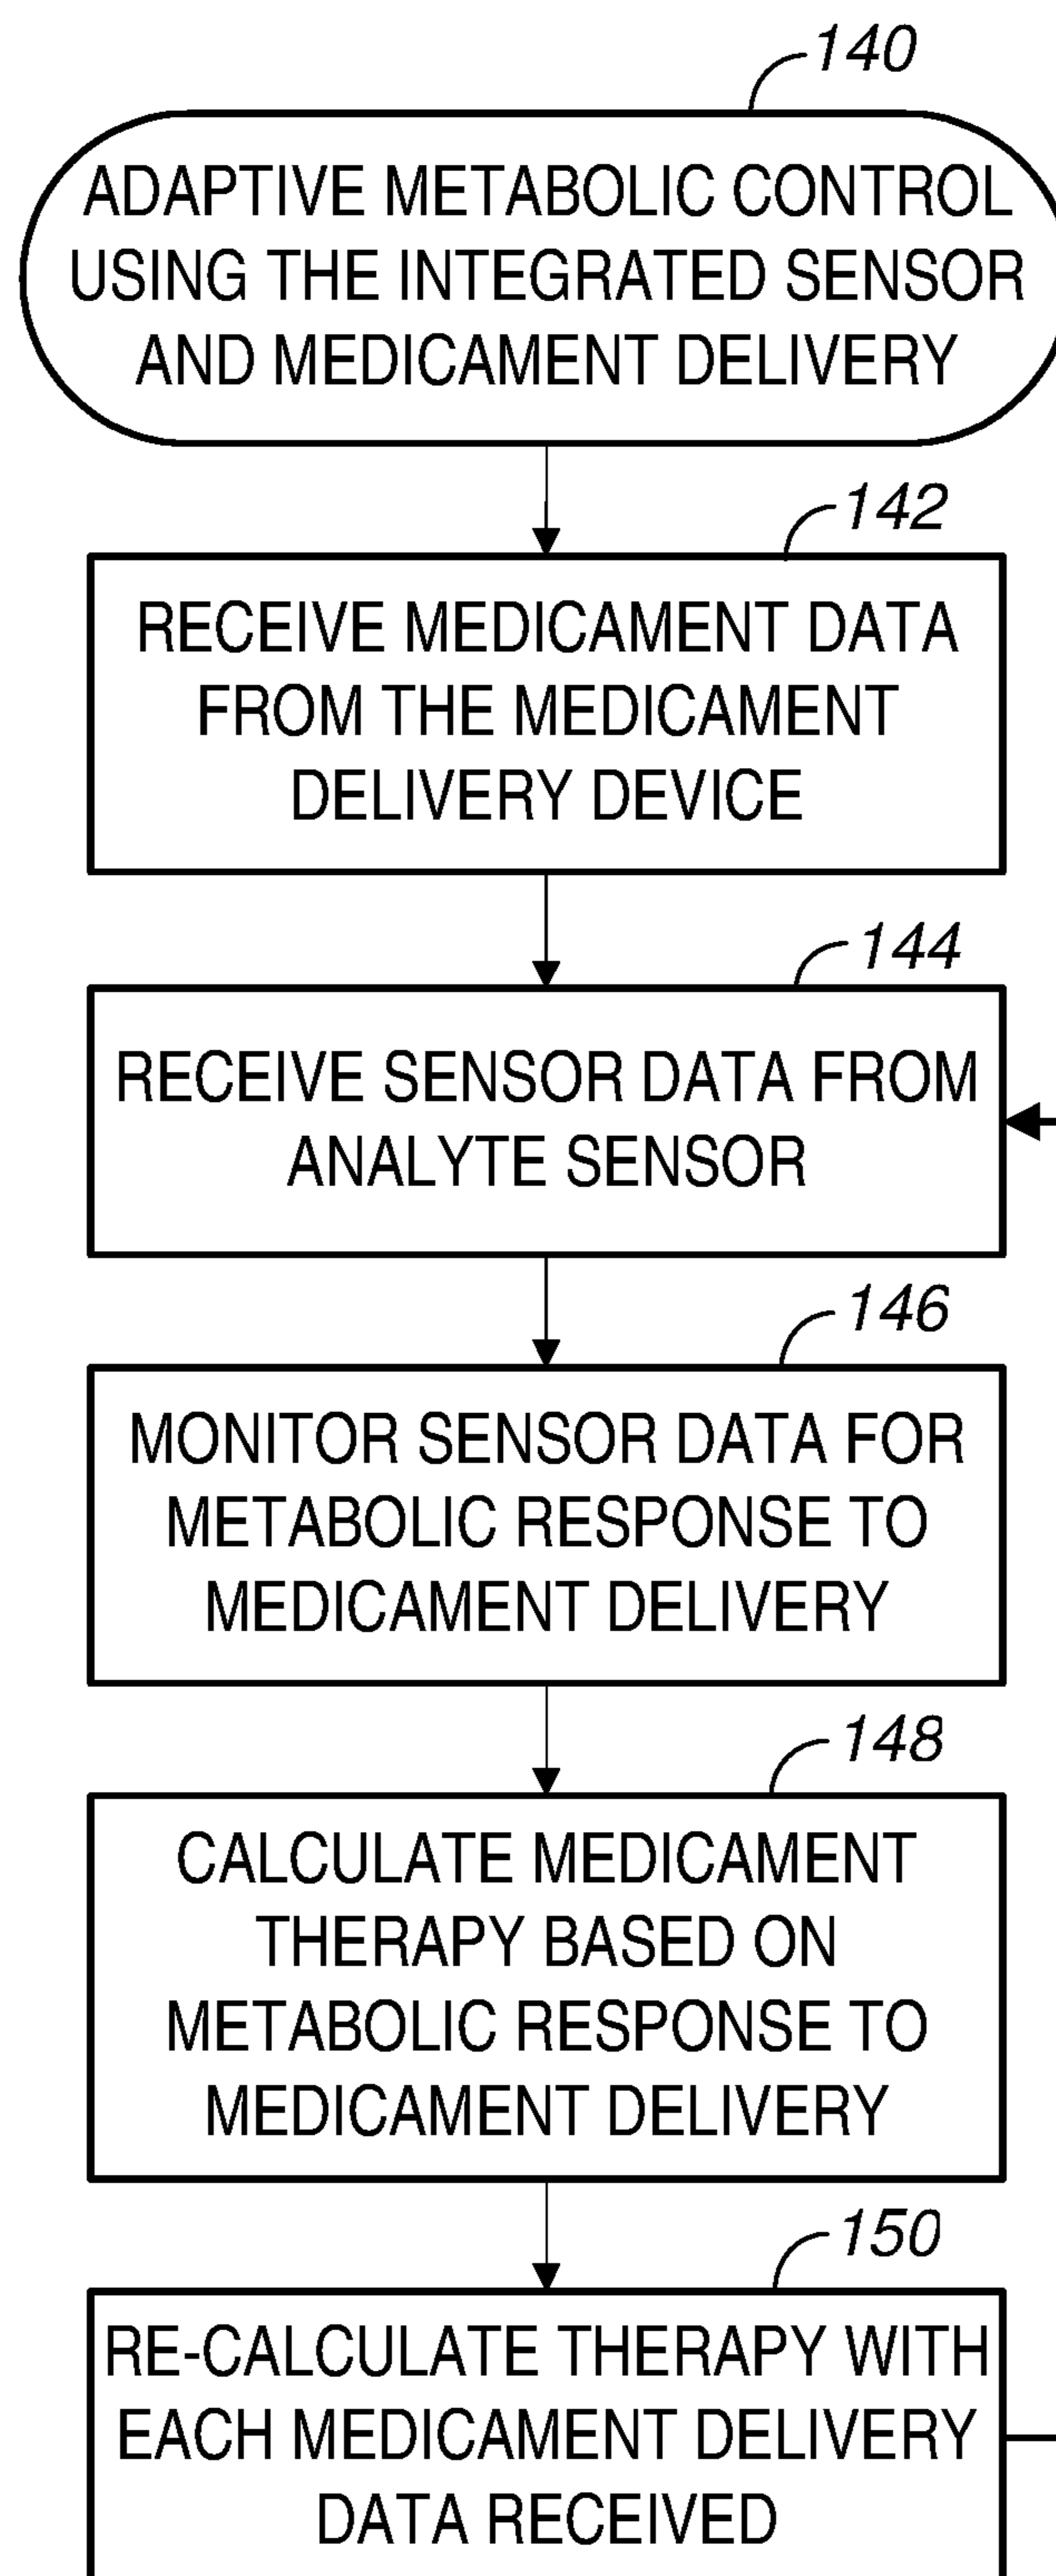 140
ADAPTIVE METABOLIC CONTROL
USING THE INTEGRATED SENSOR
AND MEDICAMENT DELIVERY
142
RECEIVE MEDICAMENT DATA
FROM THE MEDICAMENT
DELIVERY DEVICE
144
RECEIVE SENSOR DATA FROM
ANALYTE SENSOR
146
MONITOR SENSOR DATA FOR
METABOLIC RESPONSE TO
MEDICAMENT DELIVERY
148
CALCULATE MEDICAMENT
THERAPY BASED ON
METABOLIC RESPONSE TO
MEDICAMENT DELIVERY
150
RE-CALCULATE THERAPY WITH
EACH MEDICAMENT DELIVERY
DATA RECEIVED